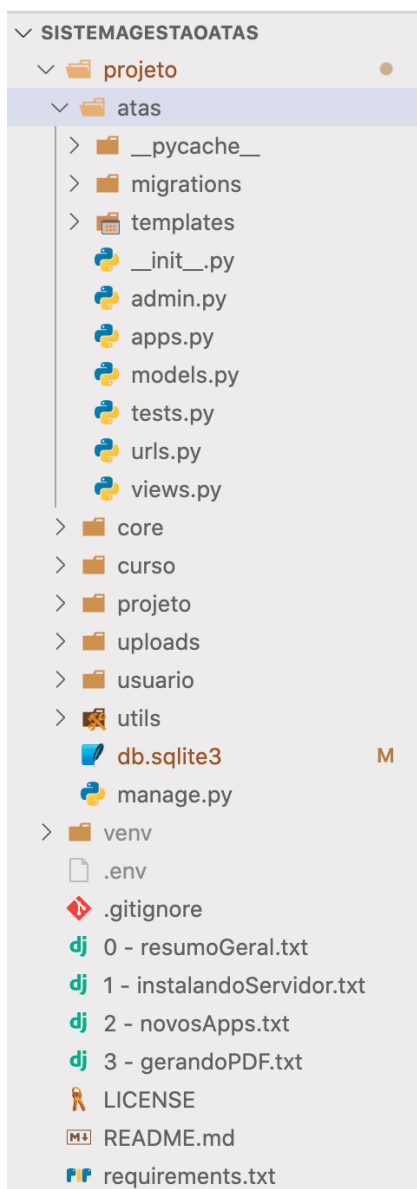 SISTEMAGESTAOATAS
projeto
atas
__pycache__
migrations
templates
__init__.py
admin.py
apps.py
models.py
tests.py
urls.py
views.py
core
curso
projeto
uploads
usuario
utils
db.sqlite3 M
manage.py
venv
.env
.gitignore
dj 0 - resumoGeral.txt
dj 1 - instalandoServidor.txt
dj 2 - novosApps.txt
dj 3 - gerandoPDF.txt
LICENSE
README.md
requirements.txt